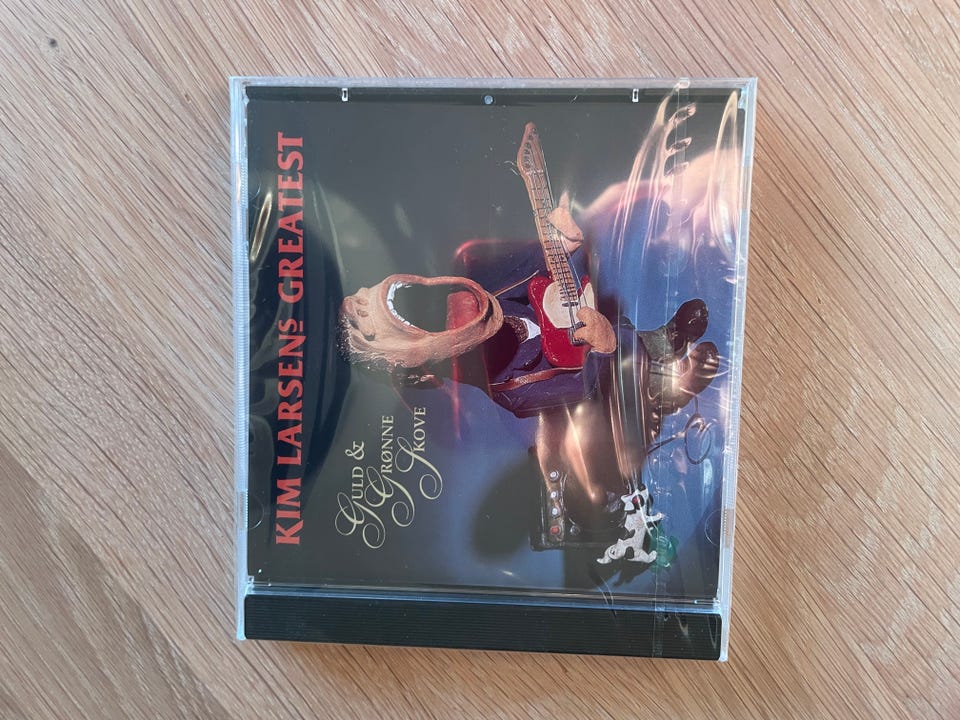 KIM LARSENS GREATEST
GULD &
GRØNNE
SKOVE